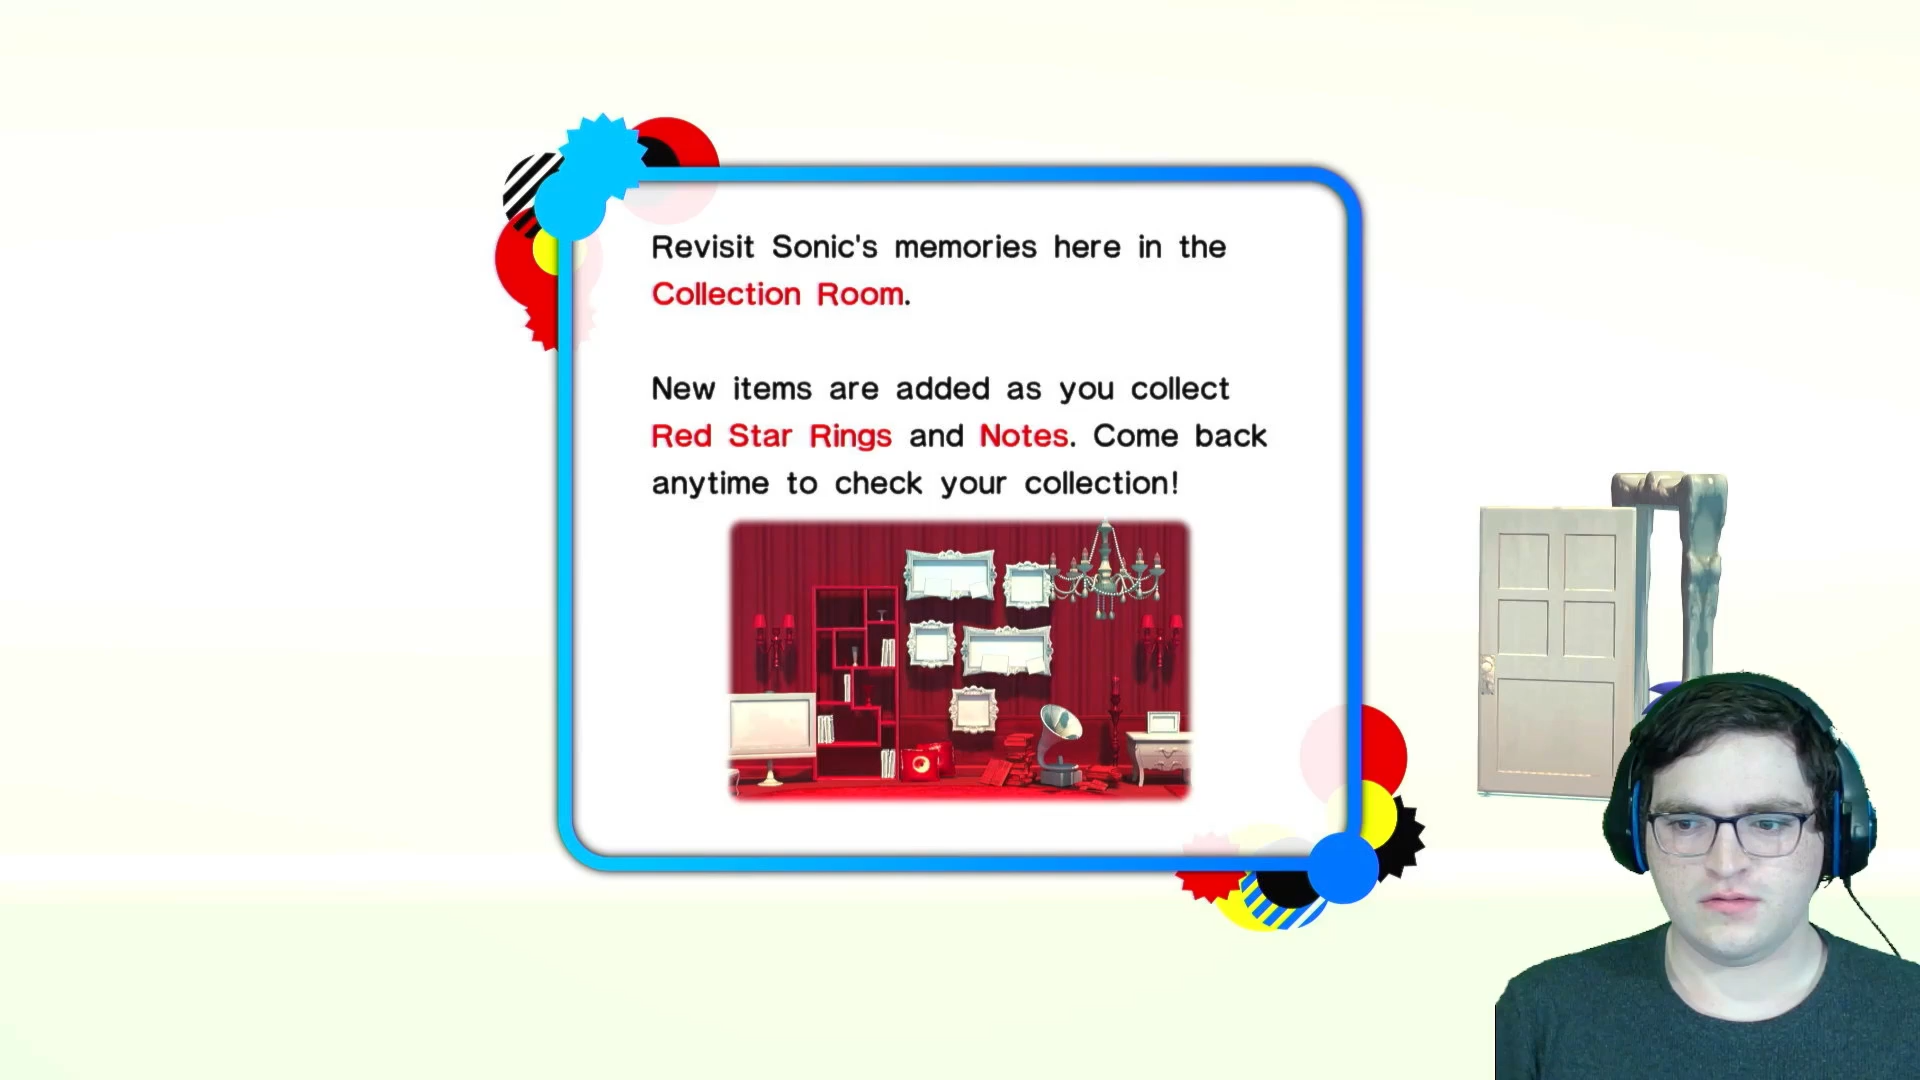 Revisit Sonic's memories here in the
Collection Room.
New items are added as you collect
Red Star Rings and Notes. Come back
anytime to check your collection!